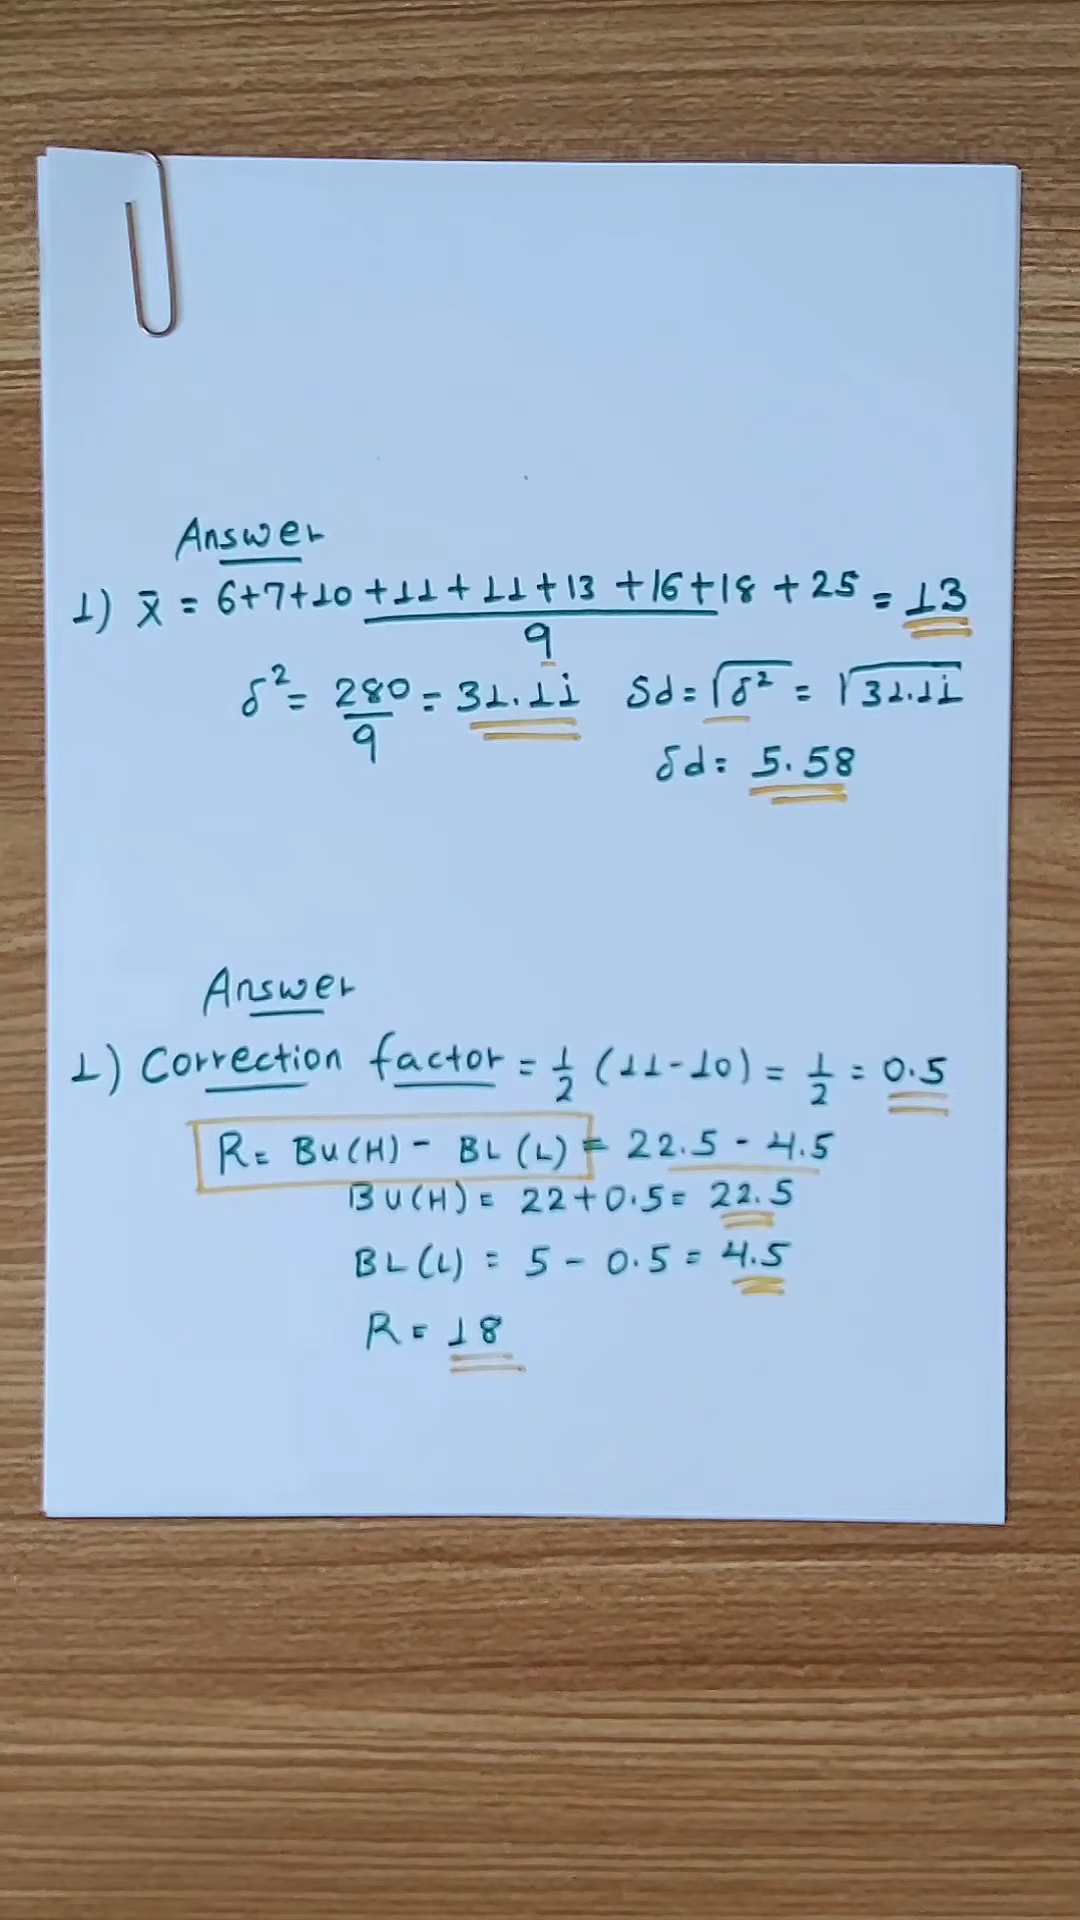 Answer
1) x̄ = 6+7+10+11+11+13+16+18+25 = 13
9
δ² = 280 = 31.1i Sd = √δ² = √31.1i
9
δd = 5.58
Answer
1) Correction factor = 1/2 (11-10) = 1/2 = 0.5
R = BU(H) - BL(L) = 22.5 - 4.5
BU(H) = 22+0.5 = 22.5
BL(L) = 5 - 0.5 = 4.5
R = 18